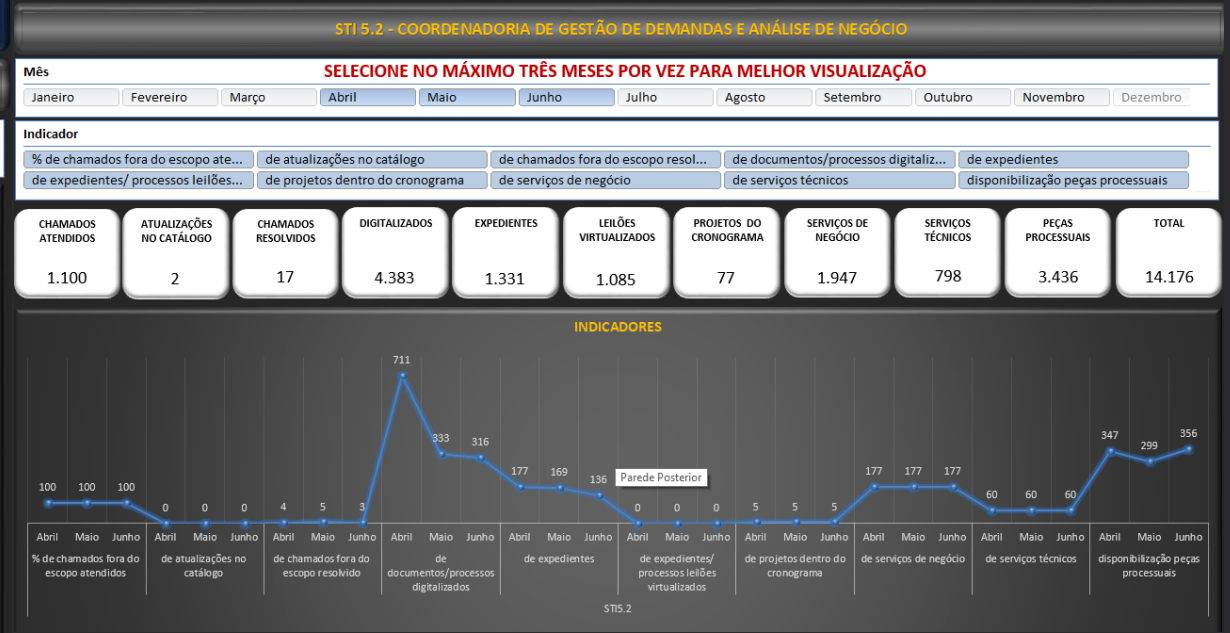 STI 5.2 - COORDENADORIA DE GESTÃO DE DEMANDAS E ANÁLISE DE NEGÓCIO
Mês
SELECIONE NO MÁXIMO TRÊS MESES POR VEZ PARA MELHOR VISUALIZAÇÃO
Janeiro Fevereiro Março Abril Maio Junho Julho Agosto Setembro Outubro Novembro Dezembro
Indicador
% de chamados fora do escopo ate... de atualizações no catálogo de chamados fora do escopo resol... de documentos/processos digitaliz... de expedientes
de expedientes/ processos leilões... de projetos dentro do cronograma de serviços de negócio de serviços técnicos disponibilização peças processuais
CHAMADOS ATUALIZAÇÕES CHAMADOS DIGITALIZADOS EXPEDIENTES LEILÕES PROJETOS DO SERVIÇOS DE SERVIÇOS PEÇAS TOTAL
ATENDIDOS NO CATÁLOGO RESOLVIDOS VIRTUALIZADOS CRONOGRAMA NEGÓCIO TÉCNICOS PROCESSUAIS
1.100 2 17 4.383 1.331 1.085 77 1.947 798 3.436 14.176
INDICADORES
711
347 299 356
333 316
177 169 136
Parede Posterior
177 177 177
100 100 100
60 60 60
0 0 0 4 5 3 0 0 0 5 5 5
Abril Maio Junho Abril Maio Junho Abril Maio Junho Abril Maio Junho Abril Maio Junho Abril Maio Junho Abril Maio Junho Abril Maio Junho Abril Maio Junho Abril Maio Junho
% de chamados fora do de atualizações no de chamados fora do de de expedientes de expedientes/ de projetos dentro do de serviços de negócio de serviços técnicos disponibilização peças
escopo atendidos catálogo escopo resolvido documentos/processos processos leilões cronograma processuais
digitalizados virtualizados
STI5.2